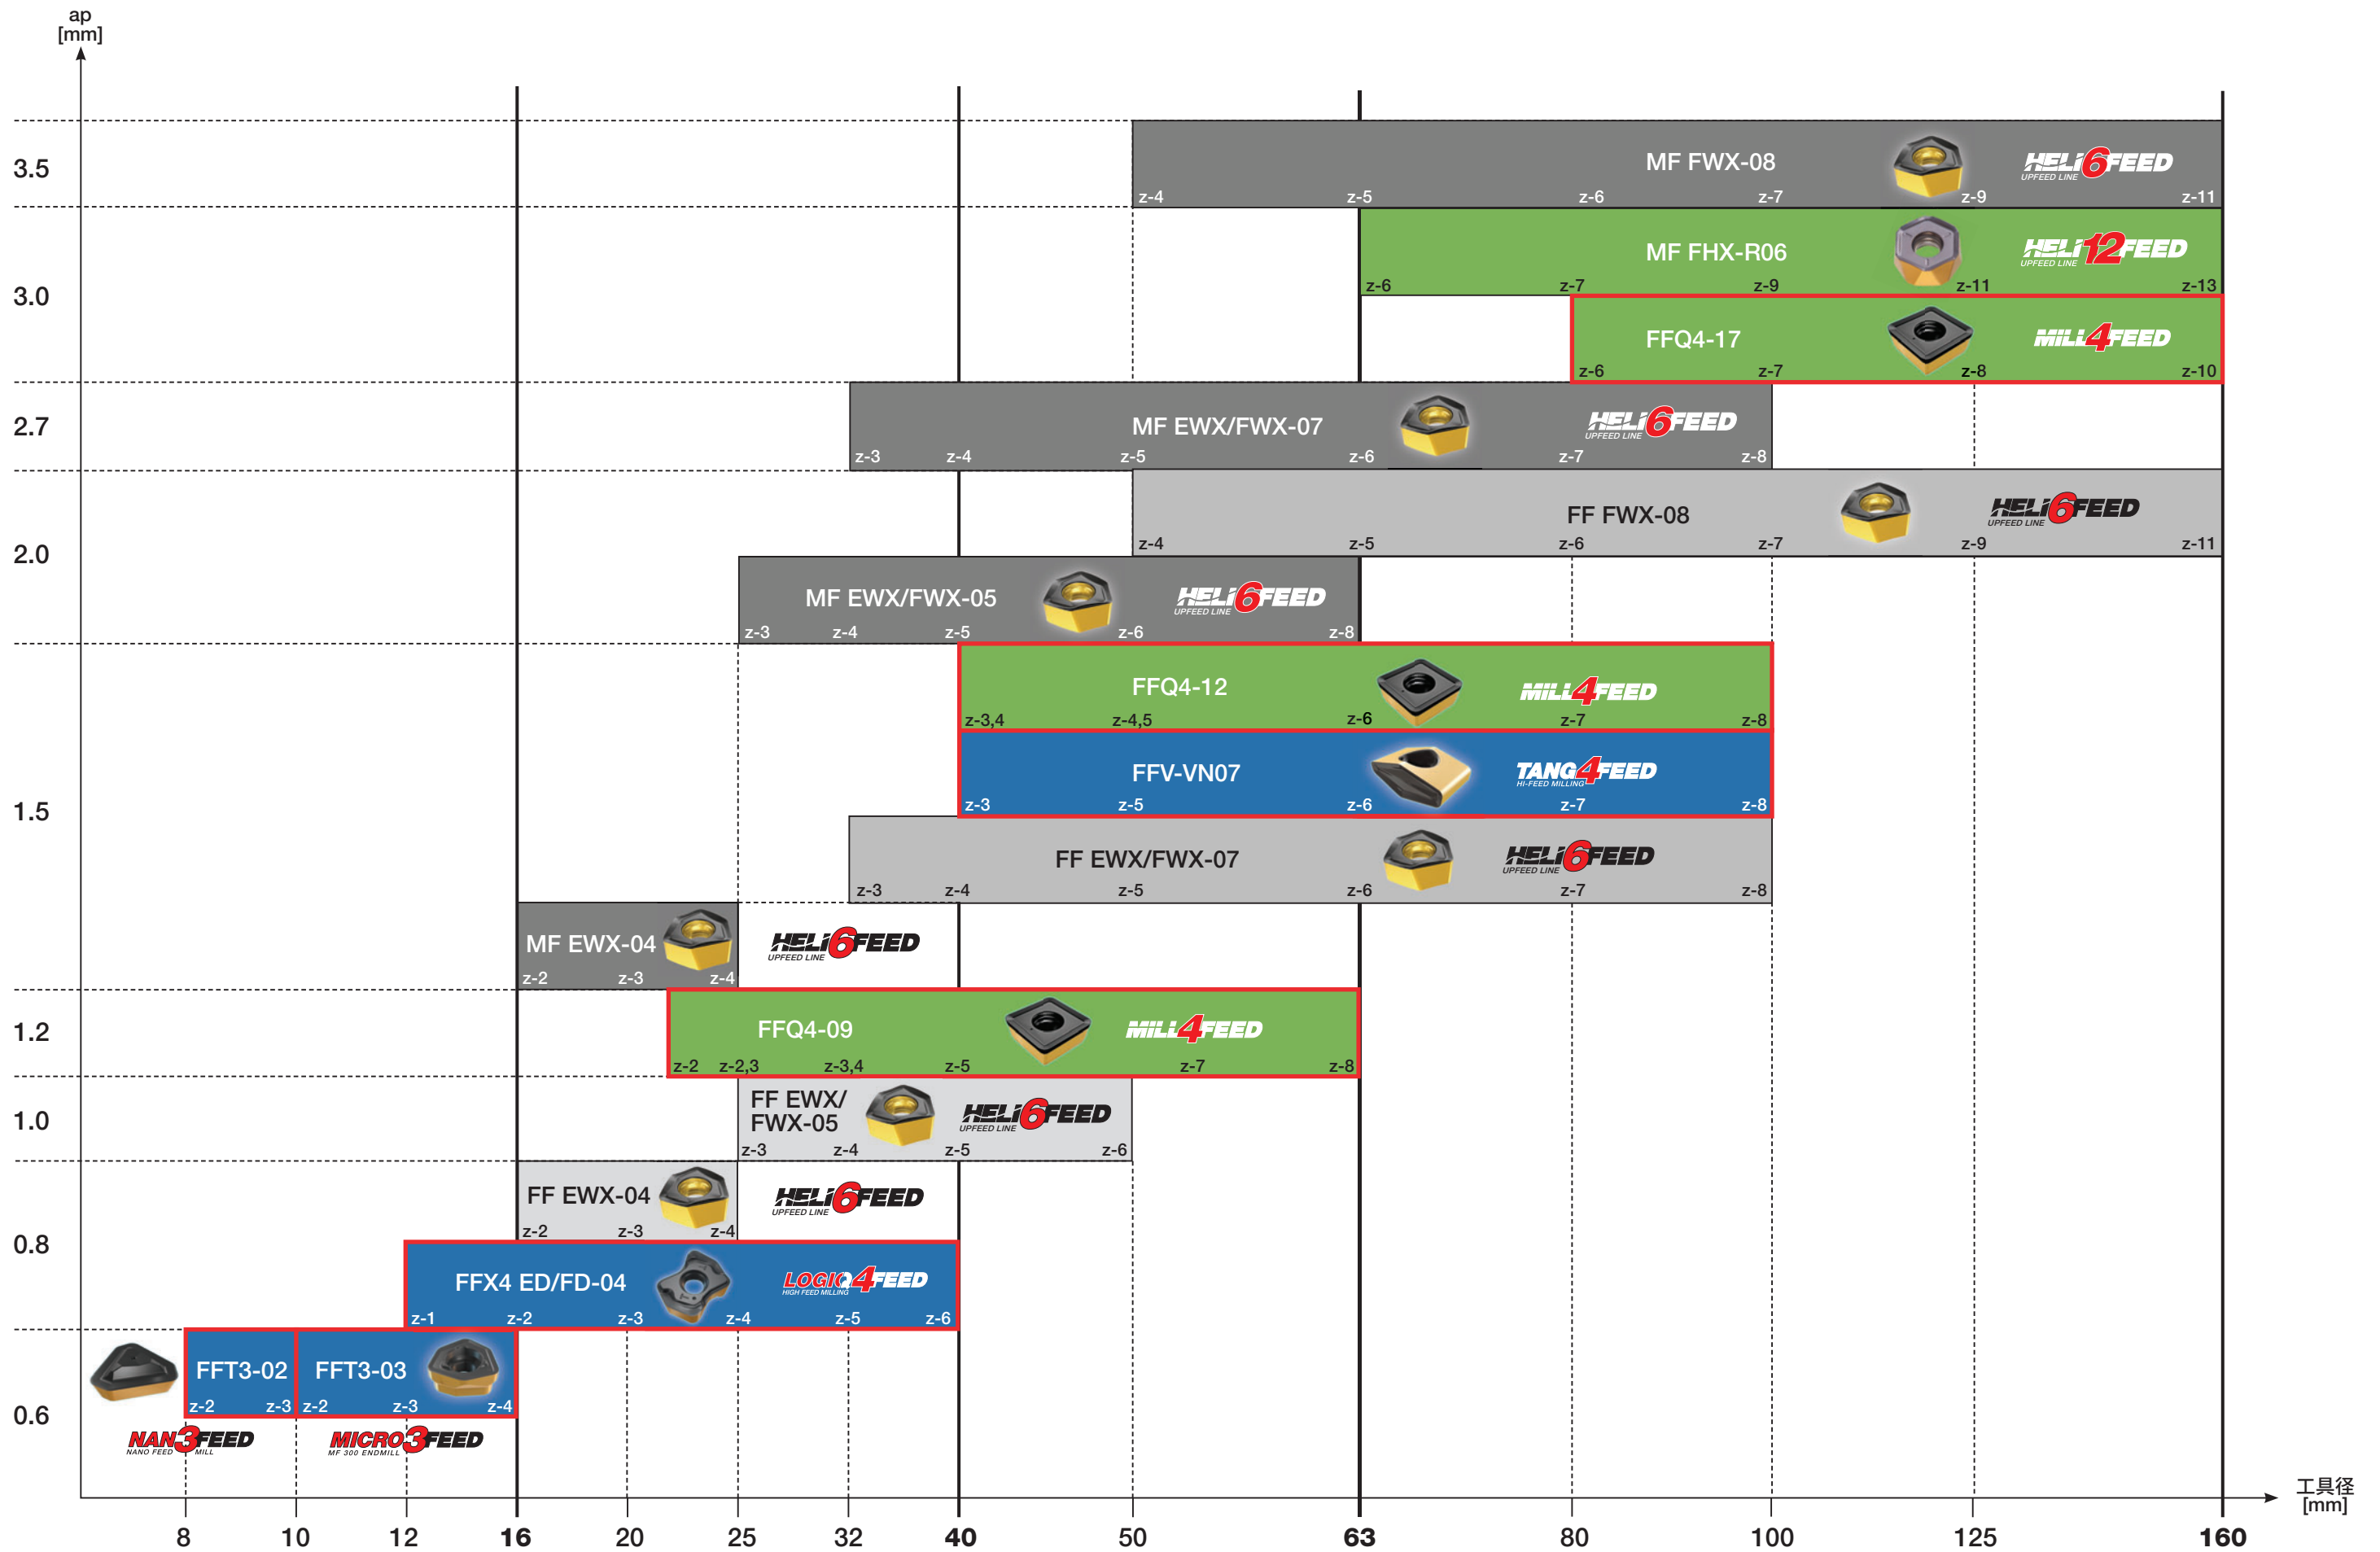 ap
[mm]
3.5
MF FWX-08
HELI6FEED
UPFEED LINE
z-4 z-5 z-6 z-7 z-9 z-11
MF FHX-R06
HELI12FEED
UPFEED LINE
z-6 z-7 z-9 z-11 z-13
3.0
FFQ4-17
MILL4FEED
z-6 z-7 z-8 z-10
2.7
MF EWX/FWX-07
HELI6FEED
UPFEED LINE
z-3 z-4 z-5 z-6 z-7 z-8
FF FWX-08
HELI6FEED
UPFEED LINE
z-4 z-5 z-6 z-7 z-9 z-11
2.0
MF EWX/FWX-05
HELI6FEED
UPFEED LINE
z-3 z-4 z-5 z-6 z-8
FFQ4-12
MILL4FEED
z-3,4 z-4,5 z-6 z-7 z-8
FFV-VN07
TANG4FEED
HI-FEED MILLING
z-3 z-5 z-6 z-7 z-8
1.5
FF EWX/FWX-07
HELI6FEED
UPFEED LINE
z-3 z-4 z-5 z-6 z-7 z-8
MF EWX-04
HELI6FEED
UPFEED LINE
z-2 z-3 z-4
1.2
FFQ4-09
MILL4FEED
z-2 z-2,3 z-3,4 z-5 z-7 z-8
1.0
FF EWX/
FWX-05
HELI6FEED
UPFEED LINE
z-3 z-4 z-5 z-6
FF EWX-04
HELI6FEED
UPFEED LINE
z-2 z-3 z-4
0.8
FFX4 ED/FD-04
LOGIQ4FEED
HIGH FEED MILLING
z-1 z-2 z-3 z-4 z-5 z-6
FFT3-02 FFT3-03
z-2 z-3 z-2 z-3 z-4
0.6
NAN3FEED
NANO FEED MILL
MICRO3FEED
MF 300 ENDMILL
工具径
[mm]
8 10 12 16 20 25 32 40 50 63 80 100 125 160